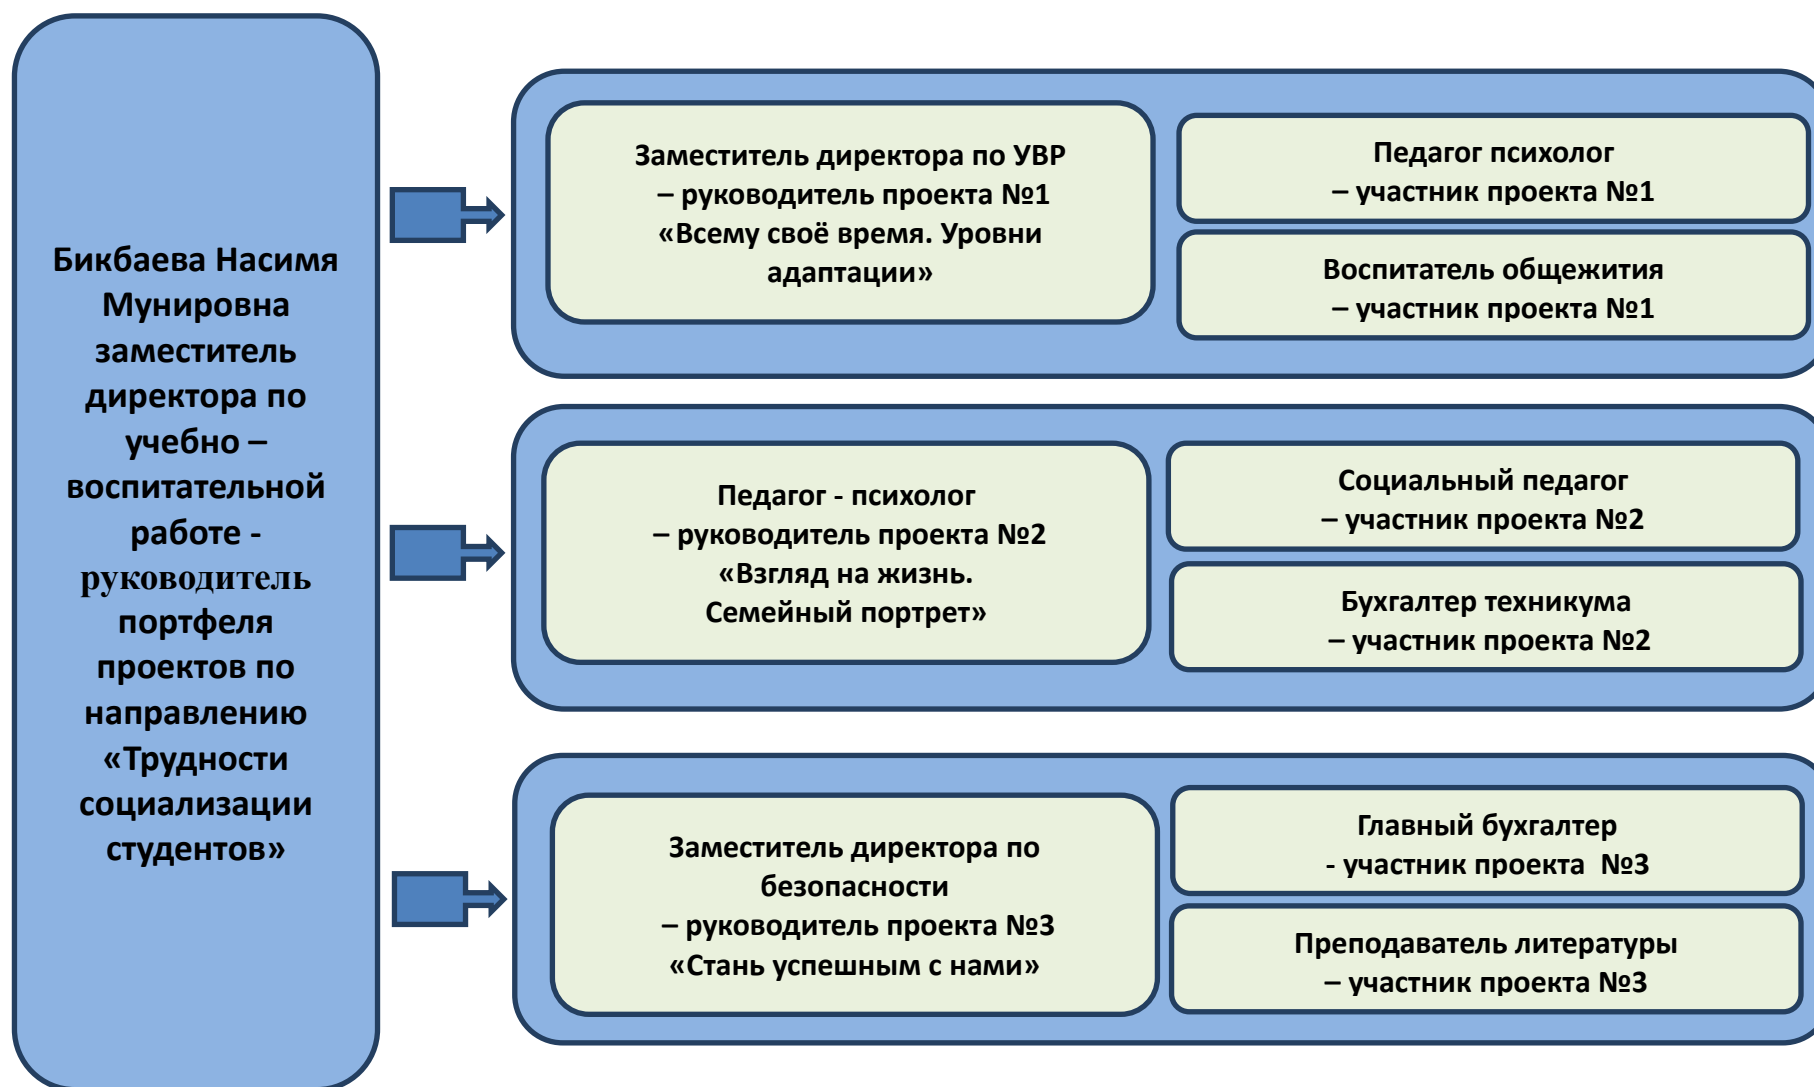 Бикбаева Насимя
Мунировна
заместитель
директора по
учебно –
воспитательной
работе -
руководитель
портфеля
проектов по
направлению
«Трудности
социализации
студентов»
Заместитель директора по УВР
– руководитель проекта №1
«Всему своё время. Уровни
адаптации»
Педагог психолог
– участник проекта №1
Воспитатель общежития
– участник проекта №1
Педагог - психолог
– руководитель проекта №2
«Взгляд на жизнь.
Семейный портрет»
Социальный педагог
– участник проекта №2
Бухгалтер техникума
– участник проекта №2
Заместитель директора по
безопасности
– руководитель проекта №3
«Стань успешным с нами»
Главный бухгалтер
- участник проекта  №3
Преподаватель литературы
– участник проекта №3